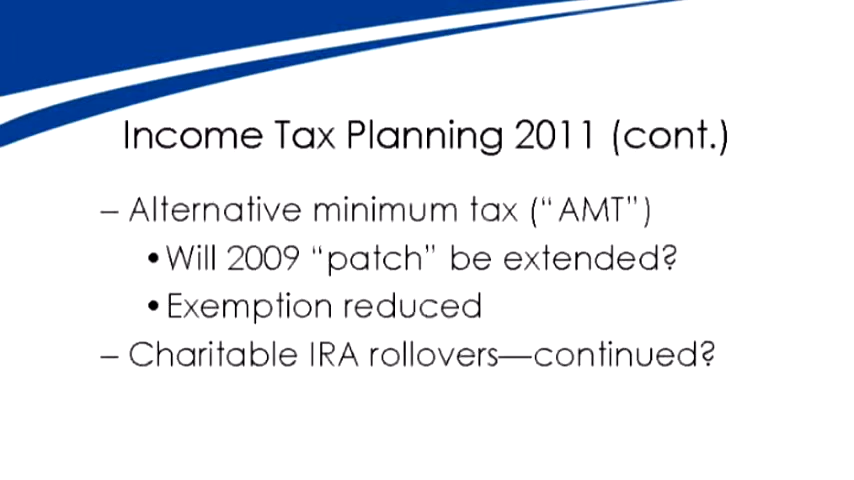 Income Tax Planning 2011 (cont.)
– Alternative minimum tax (“AMT”)
•Will 2009 “patch” be extended?
•Exemption reduced
– Charitable IRA rollovers—continued?